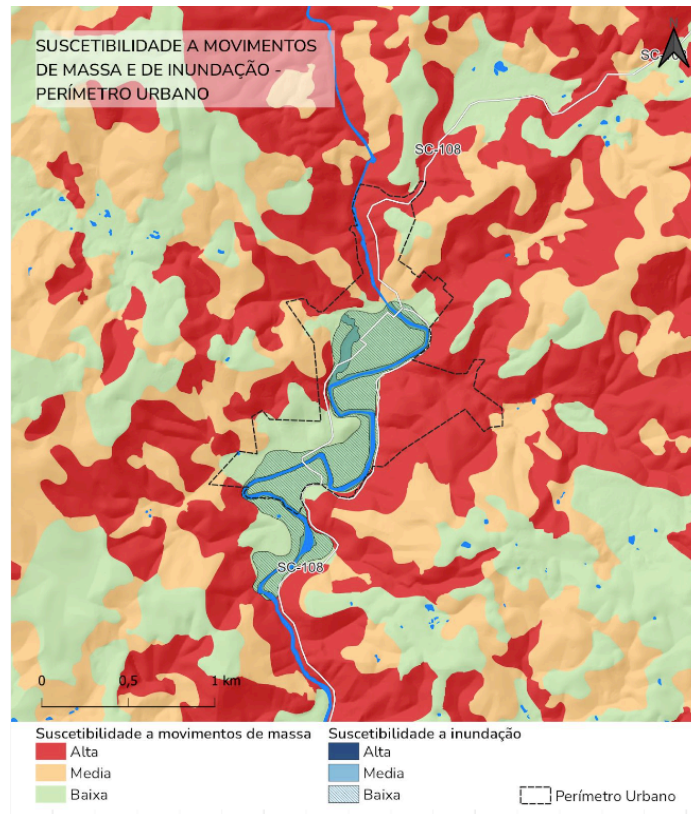 SUSCETIBILIDADE A MOVIMENTOS
DE MASSA E DE INUNDAÇÃO -
PERÍMETRO URBANO
N
SC-108
SC-108
0
0,5
1 km
Suscetibilidade a movimentos de massa
Alta
Media
Baixa
Suscetibilidade a inundação
Alta
Media
Baixa
Perímetro Urbano